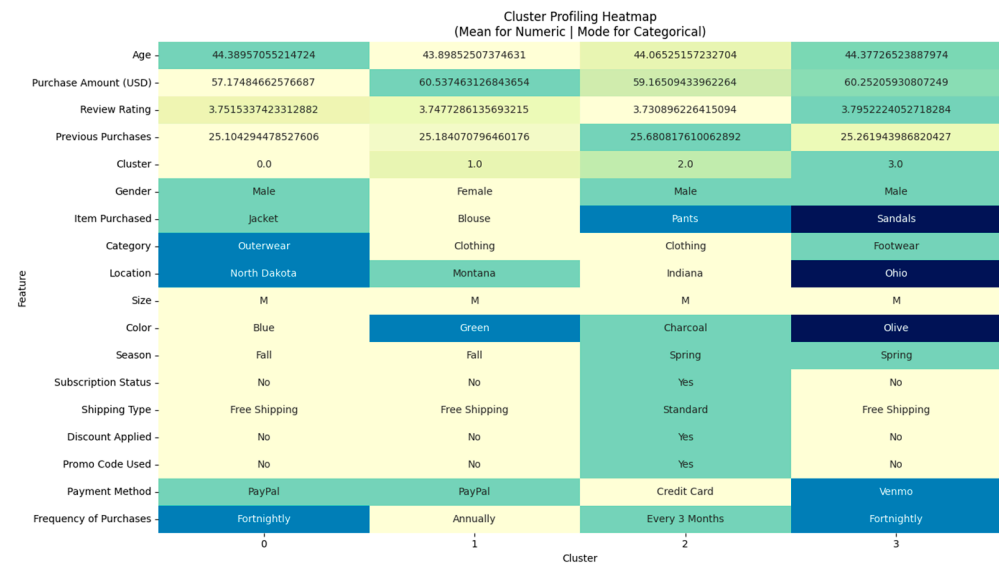 Cluster Profiling Heatmap
(Mean for Numeric | Mode for Categorical)
Age 44.38957055214724 43.89852507374631 44.06525157232704 44.37726523887974
Purchase Amount (USD) 57.17484662576687 60.537463126843654 59.16509433962264 60.25205930807249
Review Rating 3.7515337423312882 3.7477286135693215 3.730896226415094 3.7952224052718284
Previous Purchases 25.104294478527606 25.184070796460176 25.680817610062892 25.261943986820427
Cluster 0.0 1.0 2.0 3.0
Gender Male Female Male Male
Item Purchased Jacket Blouse Pants Sandals
Category Outerwear Clothing Clothing Footwear
Location North Dakota Montana Indiana Ohio
Size M M M M
Color Blue Green Charcoal Olive
Season Fall Fall Spring Spring
Subscription Status No No Yes No
Shipping Type Free Shipping Free Shipping Standard Free Shipping
Discount Applied No No Yes No
Promo Code Used No No Yes No
Payment Method PayPal PayPal Credit Card Venmo
Frequency of Purchases Fortnightly Annually Every 3 Months Fortnightly
0 1 2 3
Cluster
Feature